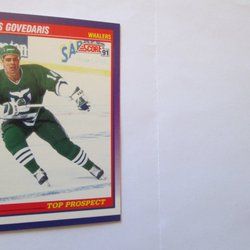 S GOVEDARIS
WHALERS
SCORE
91
TOP PROSPECT